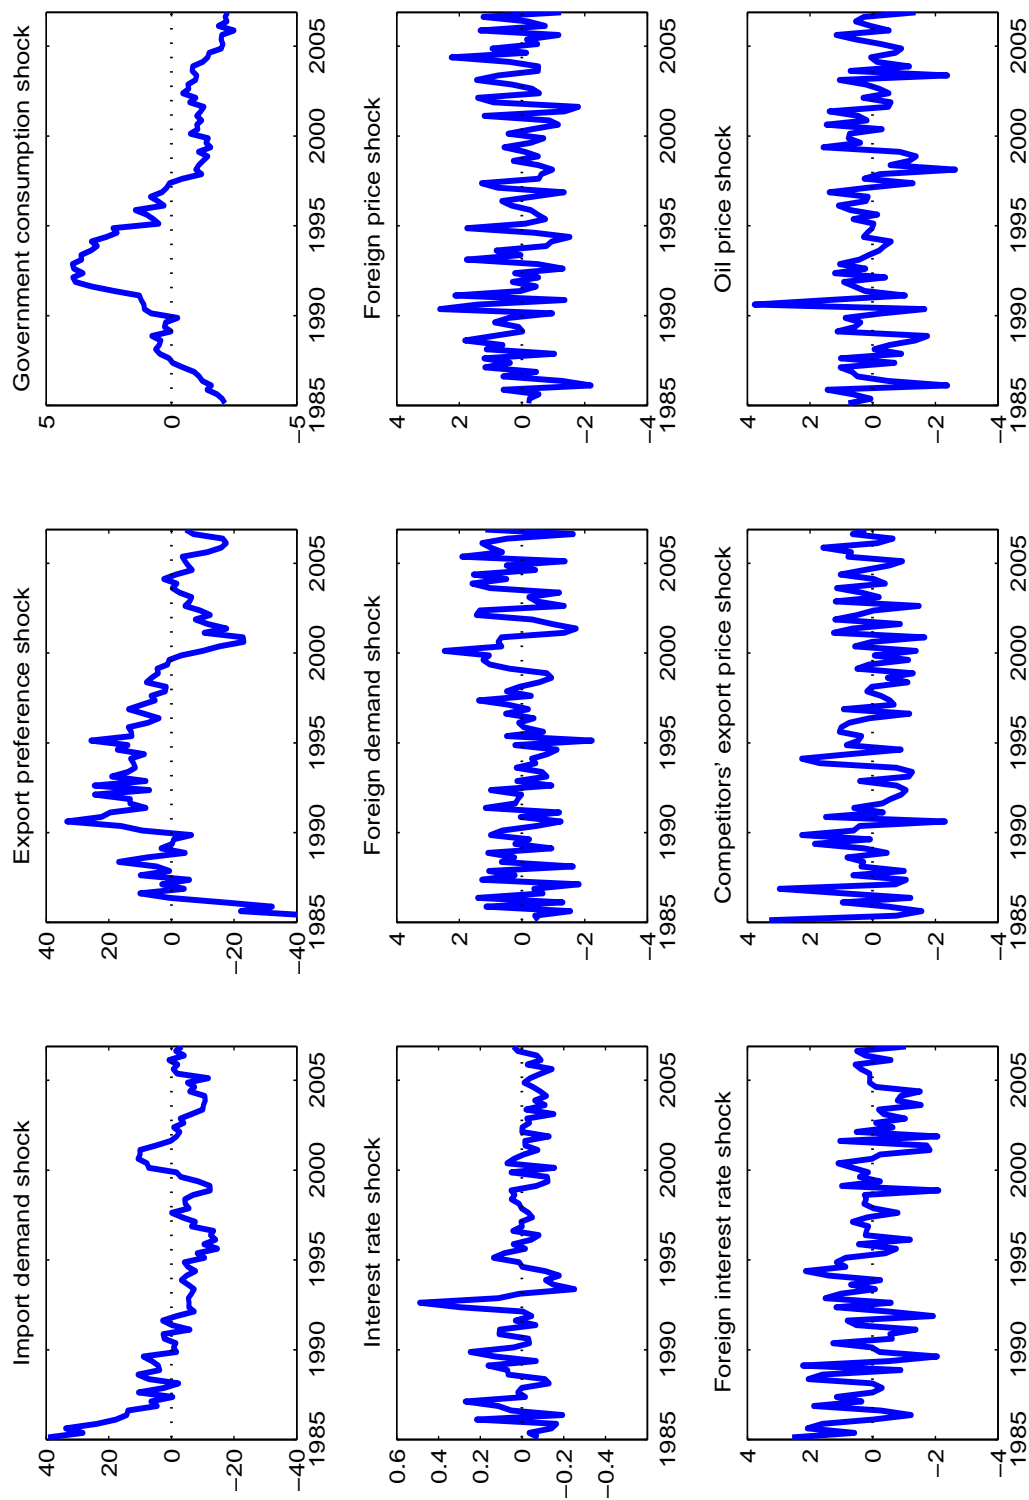 Import demand shock
40
20
0
−20
−40
1985 1990 1995 2000 2005
Export preference shock
40
20
0
−20
−40
1985 1990 1995 2000 2005
Government consumption shock
5
0
−5
1985 1990 1995 2000 2005
Interest rate shock
0.6
0.4
0.2
0
−0.2
−0.4
1985 1990 1995 2000 2005
Foreign demand shock
4
2
0
−2
−4
1985 1990 1995 2000 2005
Foreign price shock
4
2
0
−2
−4
1985 1990 1995 2000 2005
Foreign interest rate shock
4
2
0
−2
−4
1985 1990 1995 2000 2005
Competitors' export price shock
4
2
0
−2
−4
1985 1990 1995 2000 2005
Oil price shock
4
2
0
−2
−4
1985 1990 1995 2000 2005